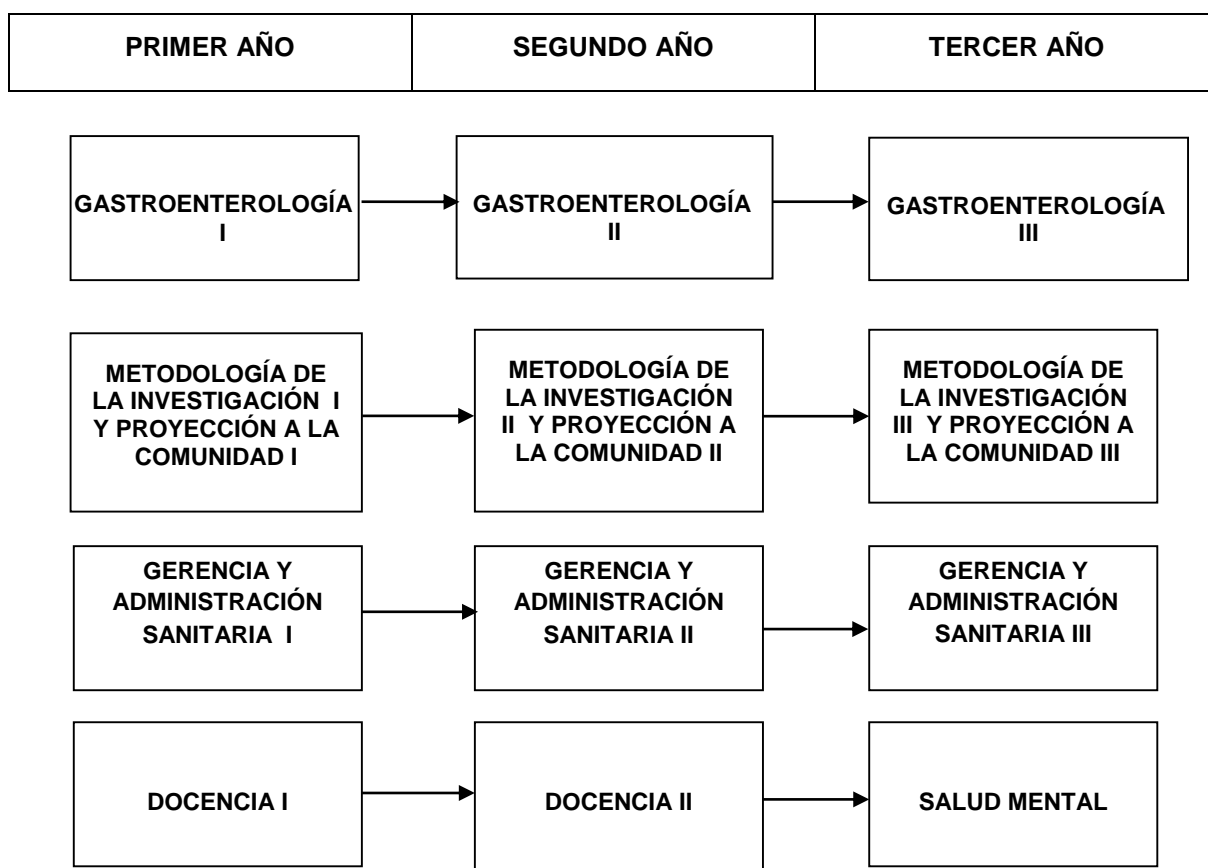 PRIMER AÑO
SEGUNDO AÑO
TERCER AÑO
GASTROENTEROLOGÍA
I
GASTROENTEROLOGÍA
II
GASTROENTEROLOGÍA
III
METODOLOGÍA DE
LA INVESTIGACIÓN I
Y PROYECCIÓN A LA
COMUNIDAD I
METODOLOGÍA DE
LA INVESTIGACIÓN
II Y PROYECCIÓN A
LA COMUNIDAD II
METODOLOGÍA DE
LA INVESTIGACIÓN
III Y PROYECCIÓN A
LA COMUNIDAD III
GERENCIA Y
ADMINISTRACIÓN
SANITARIA I
GERENCIA Y
ADMINISTRACIÓN
SANITARIA II
GERENCIA Y
ADMINISTRACIÓN
SANITARIA III
DOCENCIA I
DOCENCIA II
SALUD MENTAL